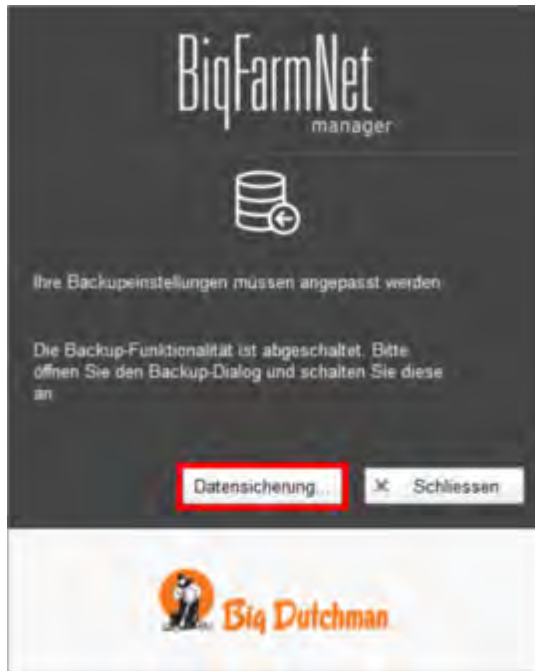 BigFarmNet
manager
Ihre Backupeinstellungen müssen angepasst werden
Die Backup-Funktionalität ist abgeschaltet. Bitte
öffnen Sie den Backup-Dialog und schalten Sie diese
an
Datensicherung...
× Schliessen
Big Dutchman